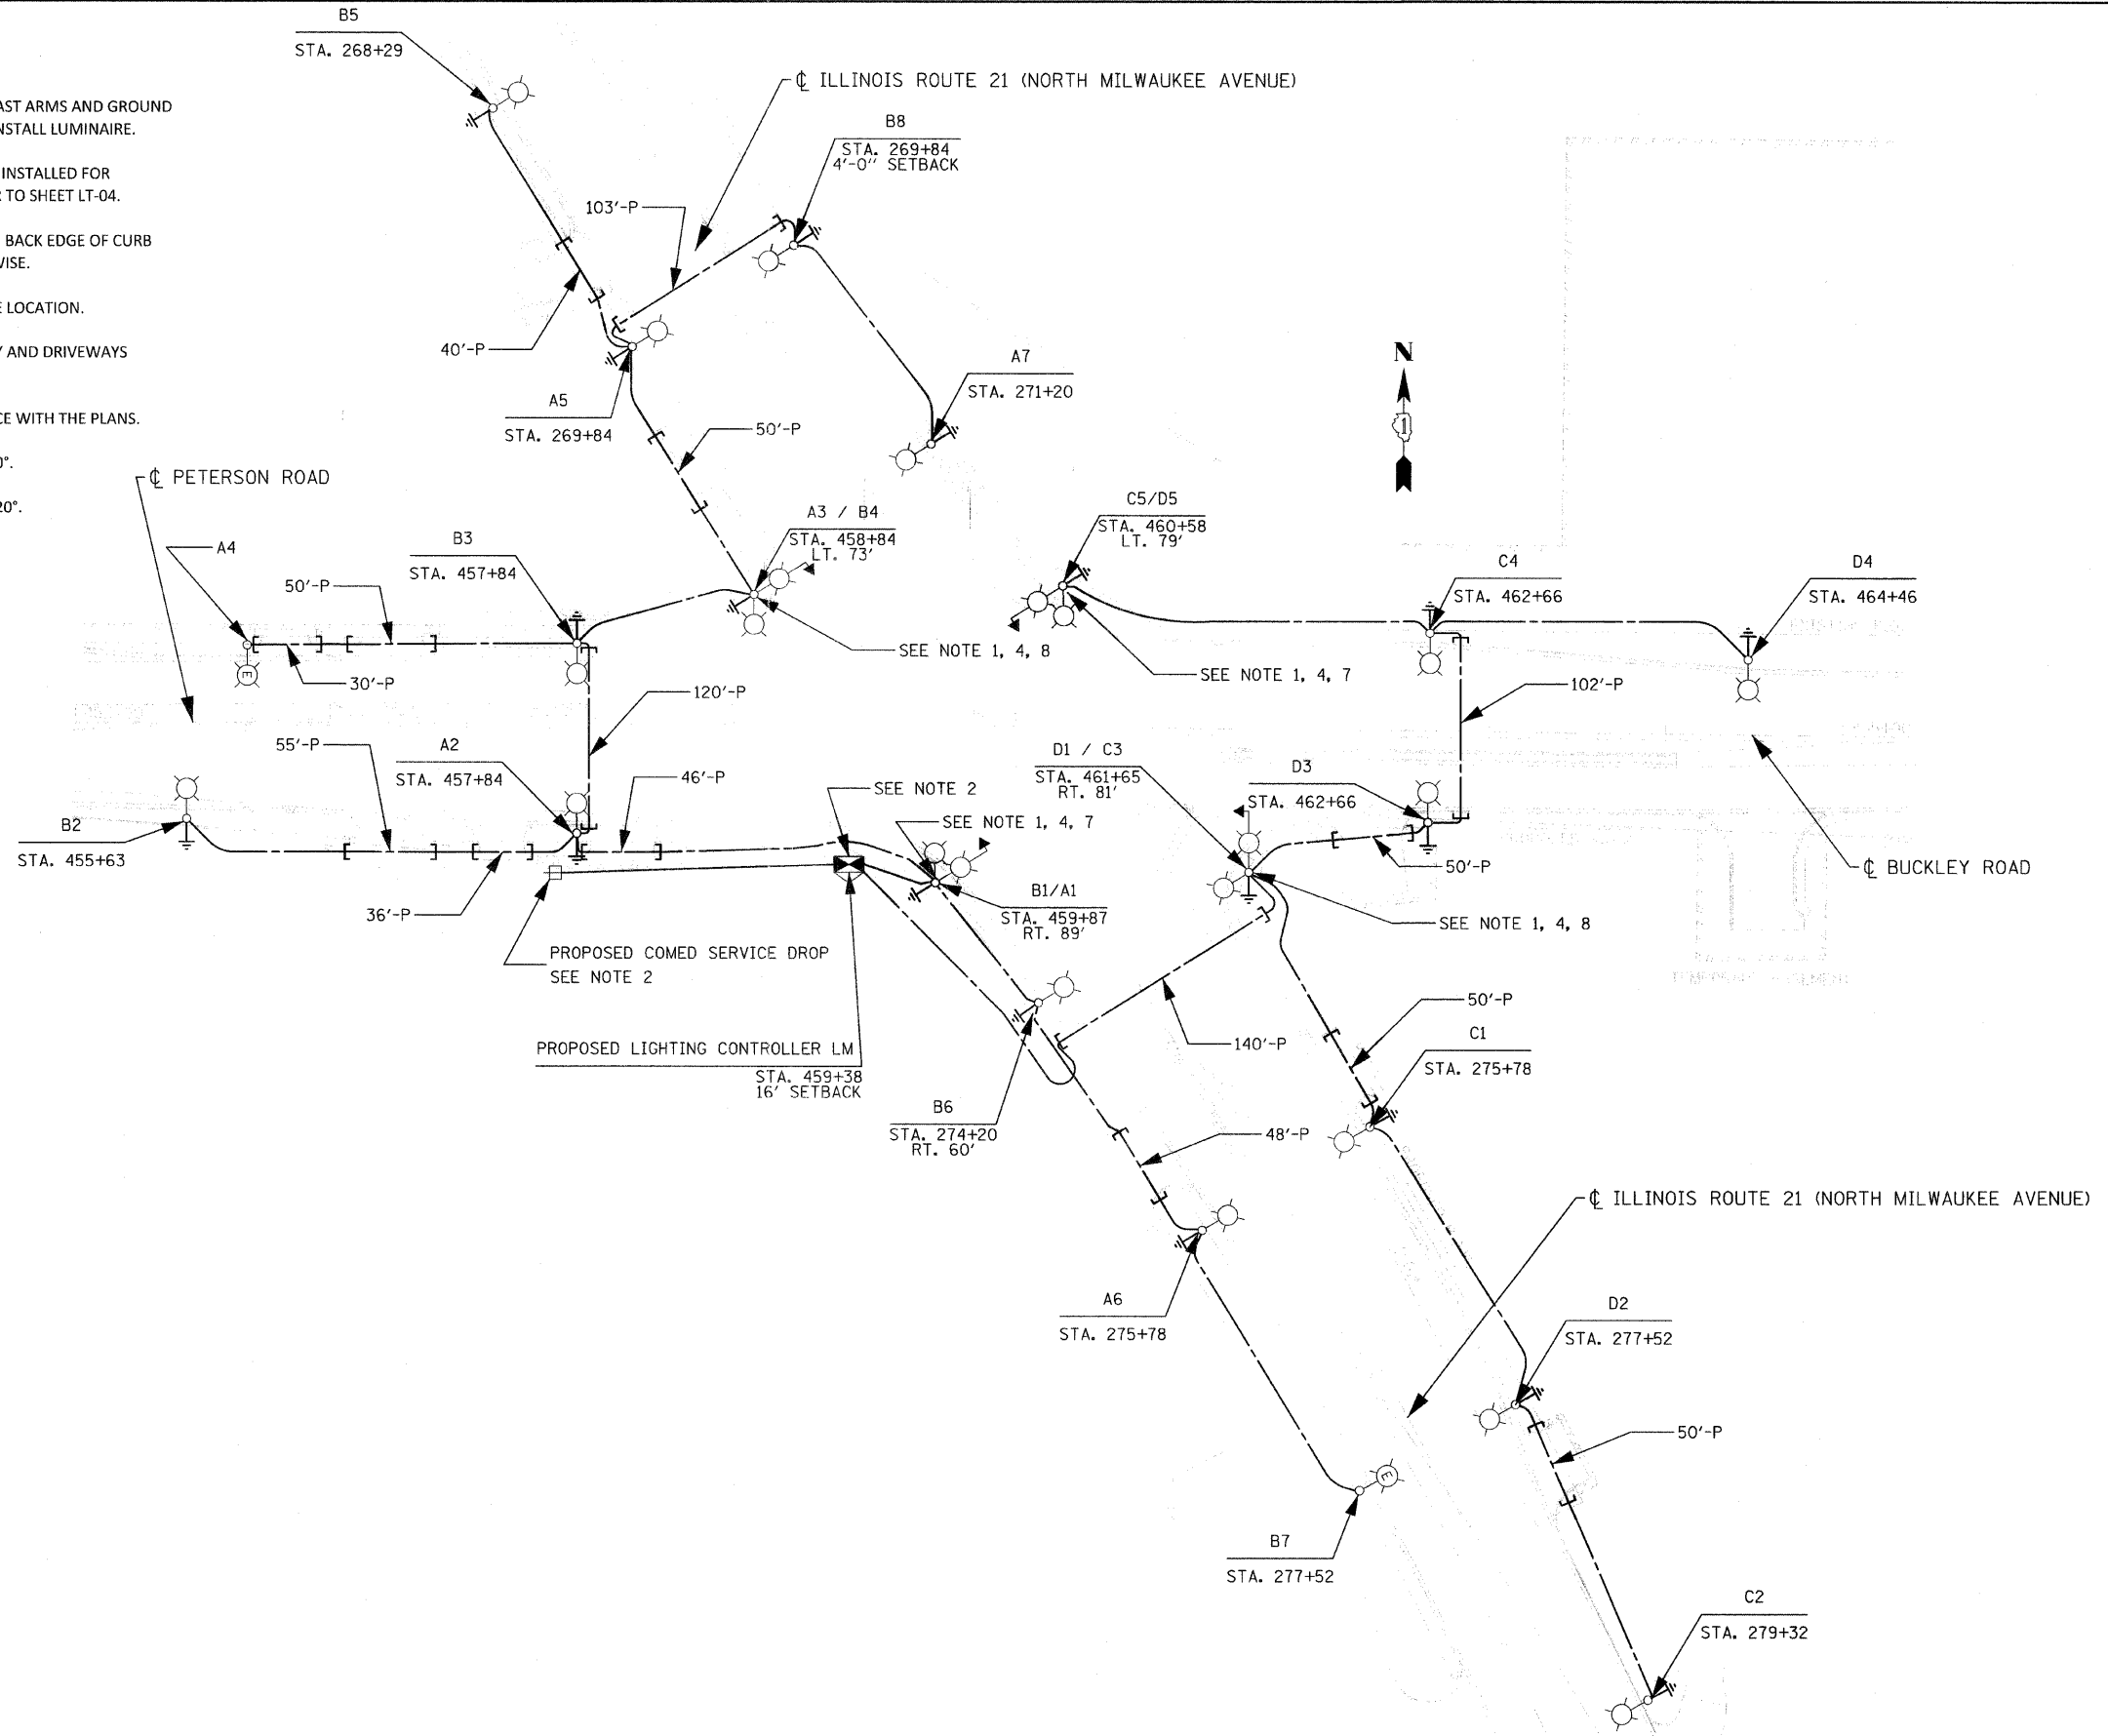 B5
STA. 268+29
℄ ILLINOIS ROUTE 21 (NORTH MILWAUKEE AVENUE)
AST ARMS AND GROUND
NSTALL LUMINAIRE.
B8
STA. 269+84
4'-0" SETBACK
INSTALLED FOR
R TO SHEET LT-04.
103'-P
BACK EDGE OF CURB
WISE.
E LOCATION.
Y AND DRIVEWAYS
40'-P
N
1
A7
STA. 271+20
A5
STA. 269+84
CE WITH THE PLANS.
50'-P
0°.
℄ PETERSON ROAD
20°.
C5/D5
STA. 460+58
LT. 79'
A3 / B4
STA. 458+84
LT. 73'
A4
B3
STA. 457+84
C4
STA. 462+66
D4
STA. 464+46
50'-P
SEE NOTE 1, 4, 8
SEE NOTE 1, 4, 7
E
30'-P
120'-P
102'-P
55'-P
A2
STA. 457+84
46'-P
D1 / C3
STA. 461+65
RT. 81'
D3
STA. 462+66
SEE NOTE 2
SEE NOTE 1, 4, 7
B2
STA. 455+63
50'-P
℄ BUCKLEY ROAD
36'-P
B1/A1
STA. 459+87
RT. 89'
SEE NOTE 1, 4, 8
PROPOSED COMED SERVICE DROP
SEE NOTE 2
50'-P
PROPOSED LIGHTING CONTROLLER LM
STA. 459+38
16' SETBACK
140'-P
C1
STA. 275+78
B6
STA. 274+20
RT. 60'
48'-P
℄ ILLINOIS ROUTE 21 (NORTH MILWAUKEE AVENUE)
A6
STA. 275+78
D2
STA. 277+52
50'-P
E
B7
STA. 277+52
C2
STA. 279+32